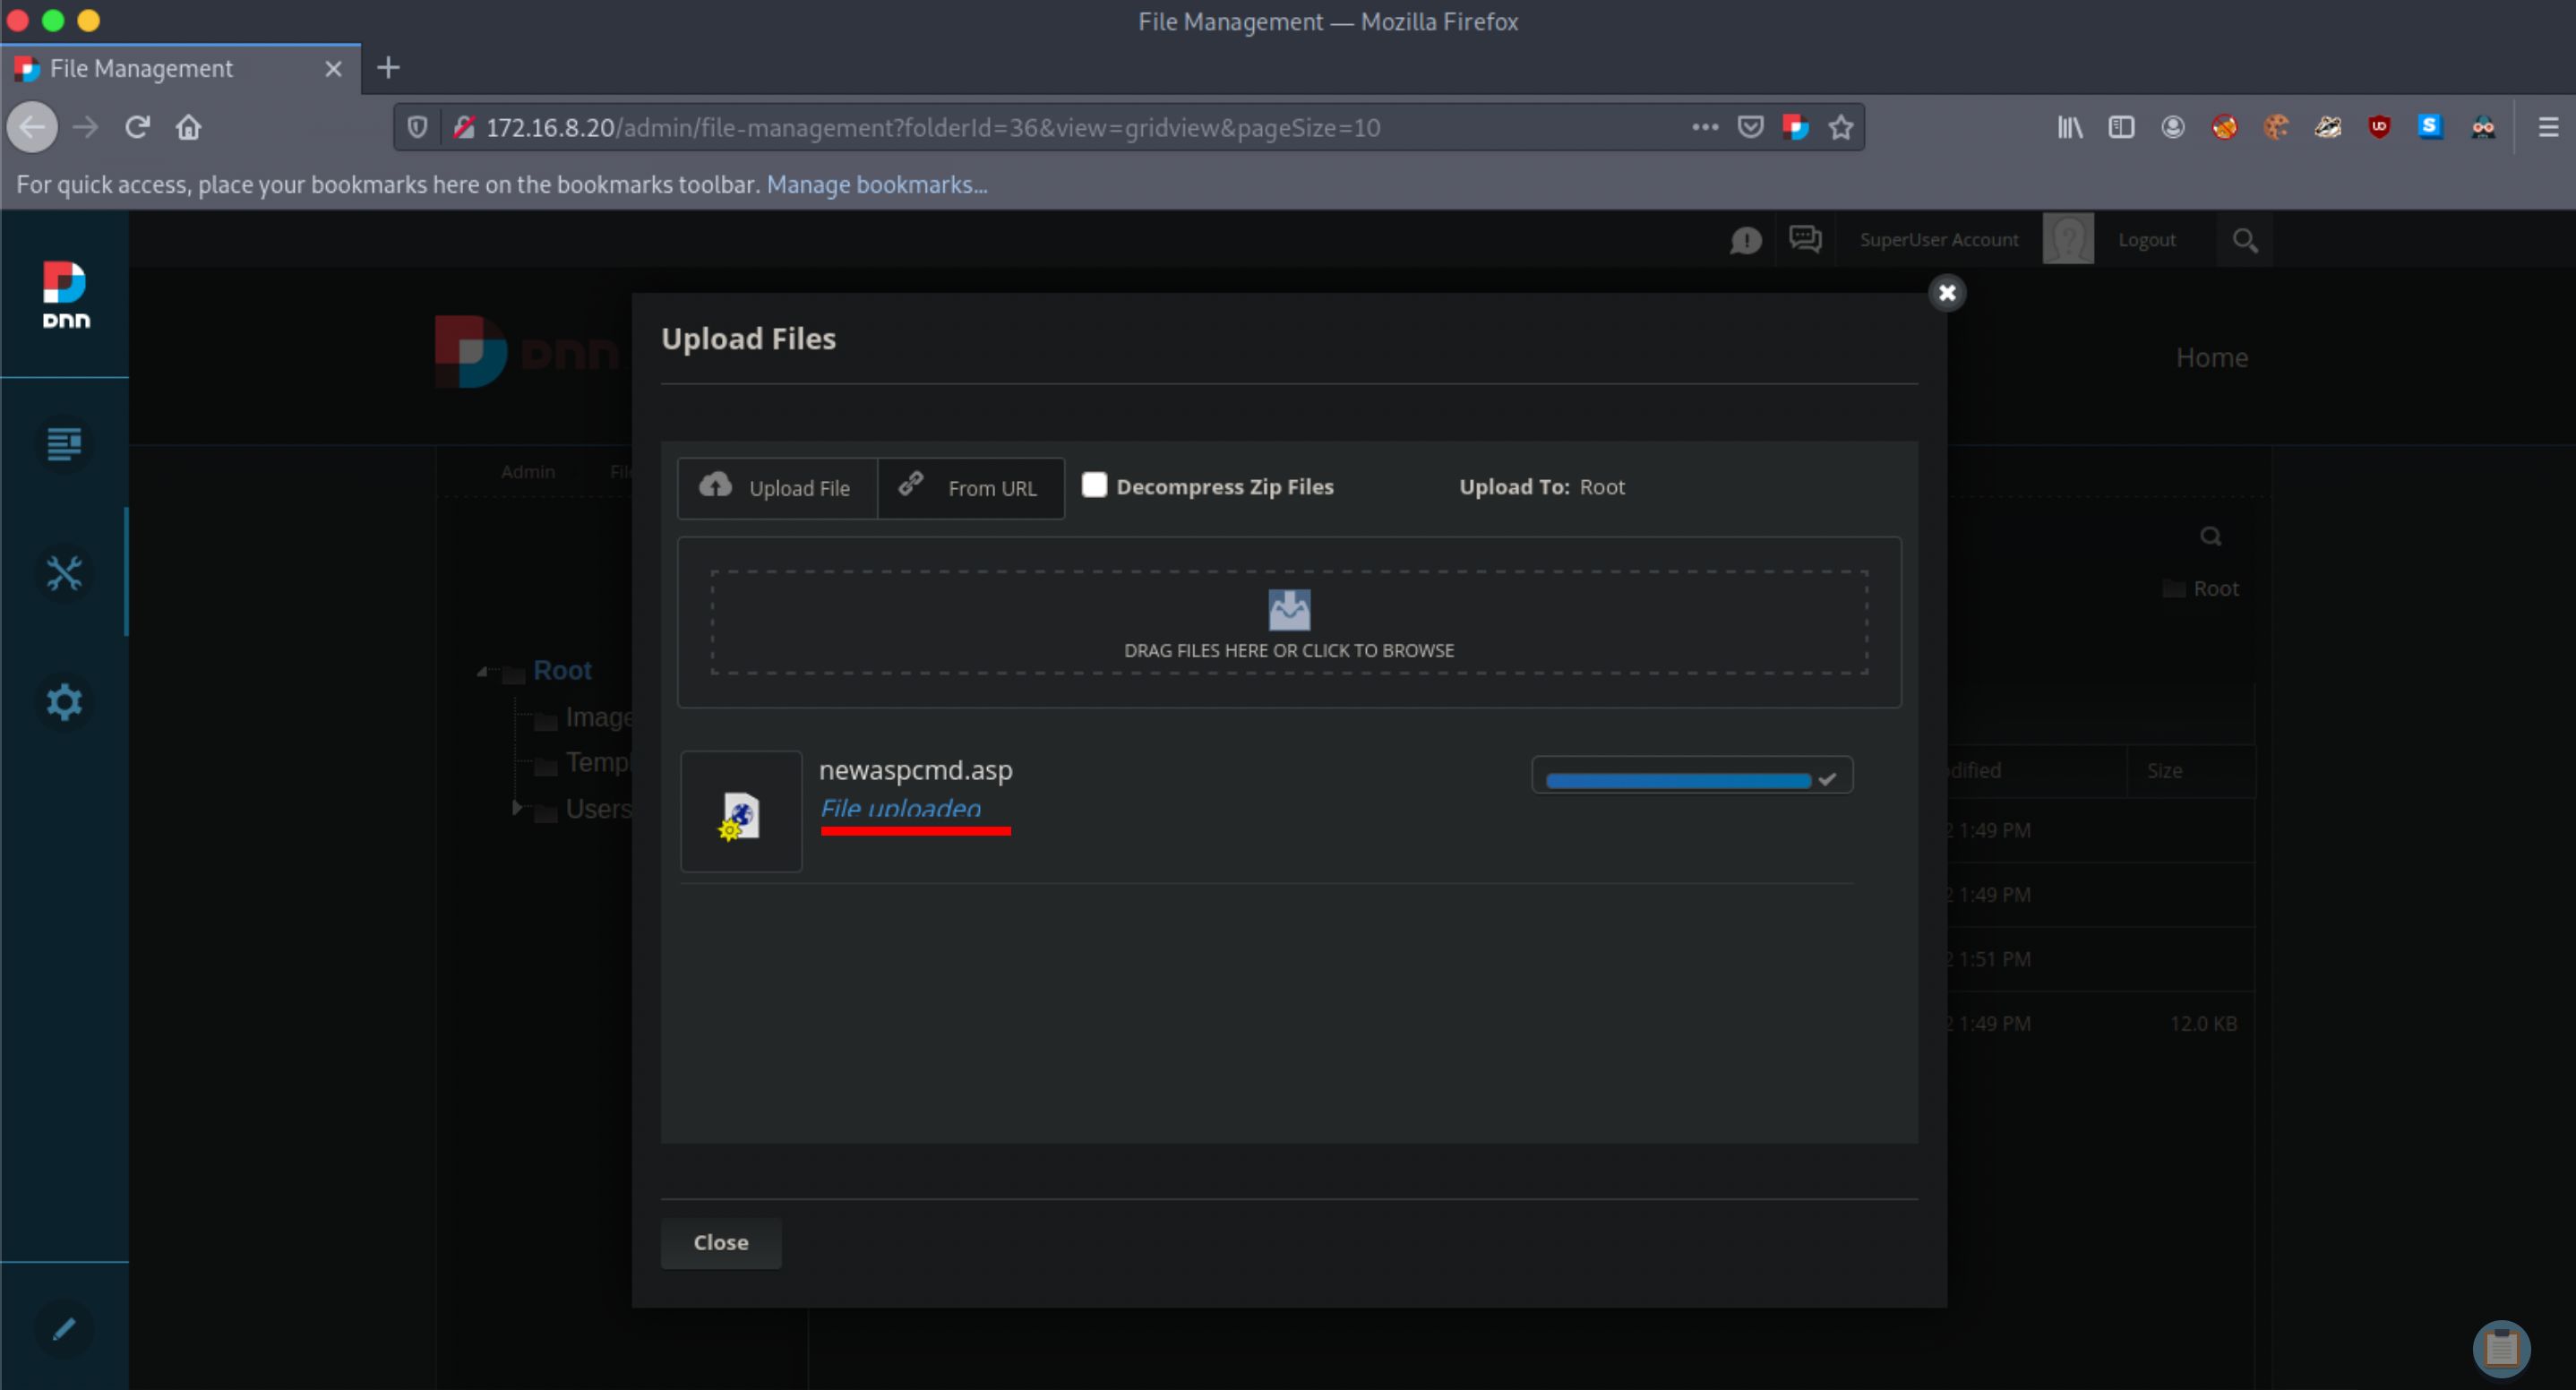 File Management — Mozilla Firefox
File Management
172.16.8.20/admin/file-management?folderId=36&view=gridview&pageSize=10
For quick access, place your bookmarks here on the bookmarks toolbar. Manage bookmarks...
SuperUser Account Logout
DNN
DNN
Home
Upload Files
Admin
Upload File From URL Decompress Zip Files Upload To: Root
DRAG FILES HERE OR CLICK TO BROWSE
Root
Root
Image
Templ
Users
newaspcmd.asp
File uploaded
dified Size
1:49 PM
1:49 PM
1:51 PM
1:49 PM 12.0 KB
Close